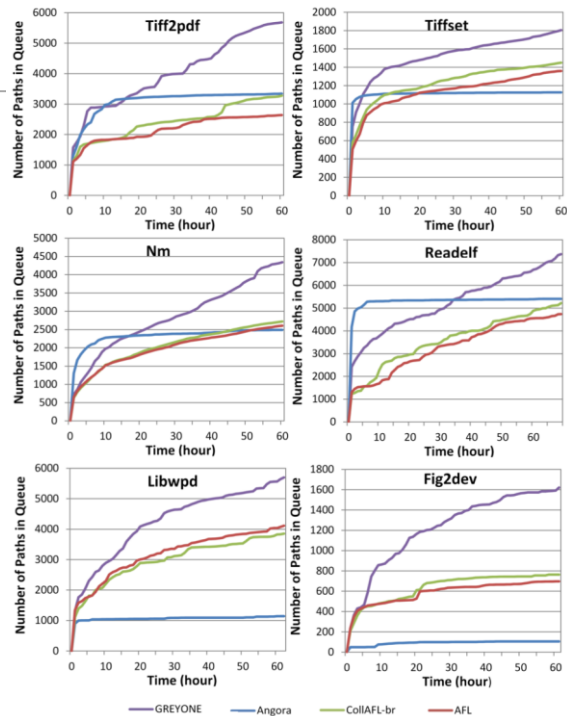 Tiff2pdf
Number of Paths in Queue
6000
5000
4000
3000
2000
1000
0
0 10 20 30 40 50 60
Time (hour)
Tiffset
Number of Paths in Queue
2000
1800
1600
1400
1200
1000
800
600
400
200
0
0 10 20 30 40 50 60
Time (hour)
Nm
Number of Paths in Queue
5000
4500
4000
3500
3000
2500
2000
1500
1000
500
0
0 10 20 30 40 50 60
Time (hour)
Readelf
Number of Paths in Queue
8000
7000
6000
5000
4000
3000
2000
1000
0
0 10 20 30 40 50 60
Time (hour)
Libwpd
Number of Paths in Queue
6000
5000
4000
3000
2000
1000
0
0 10 20 30 40 50 60
Time (hour)
Fig2dev
Number of Paths in Queue
1800
1600
1400
1200
1000
800
600
400
200
0
0 10 20 30 40 50 60
Time (hour)
GREYONE Angora CollAFL-br AFL